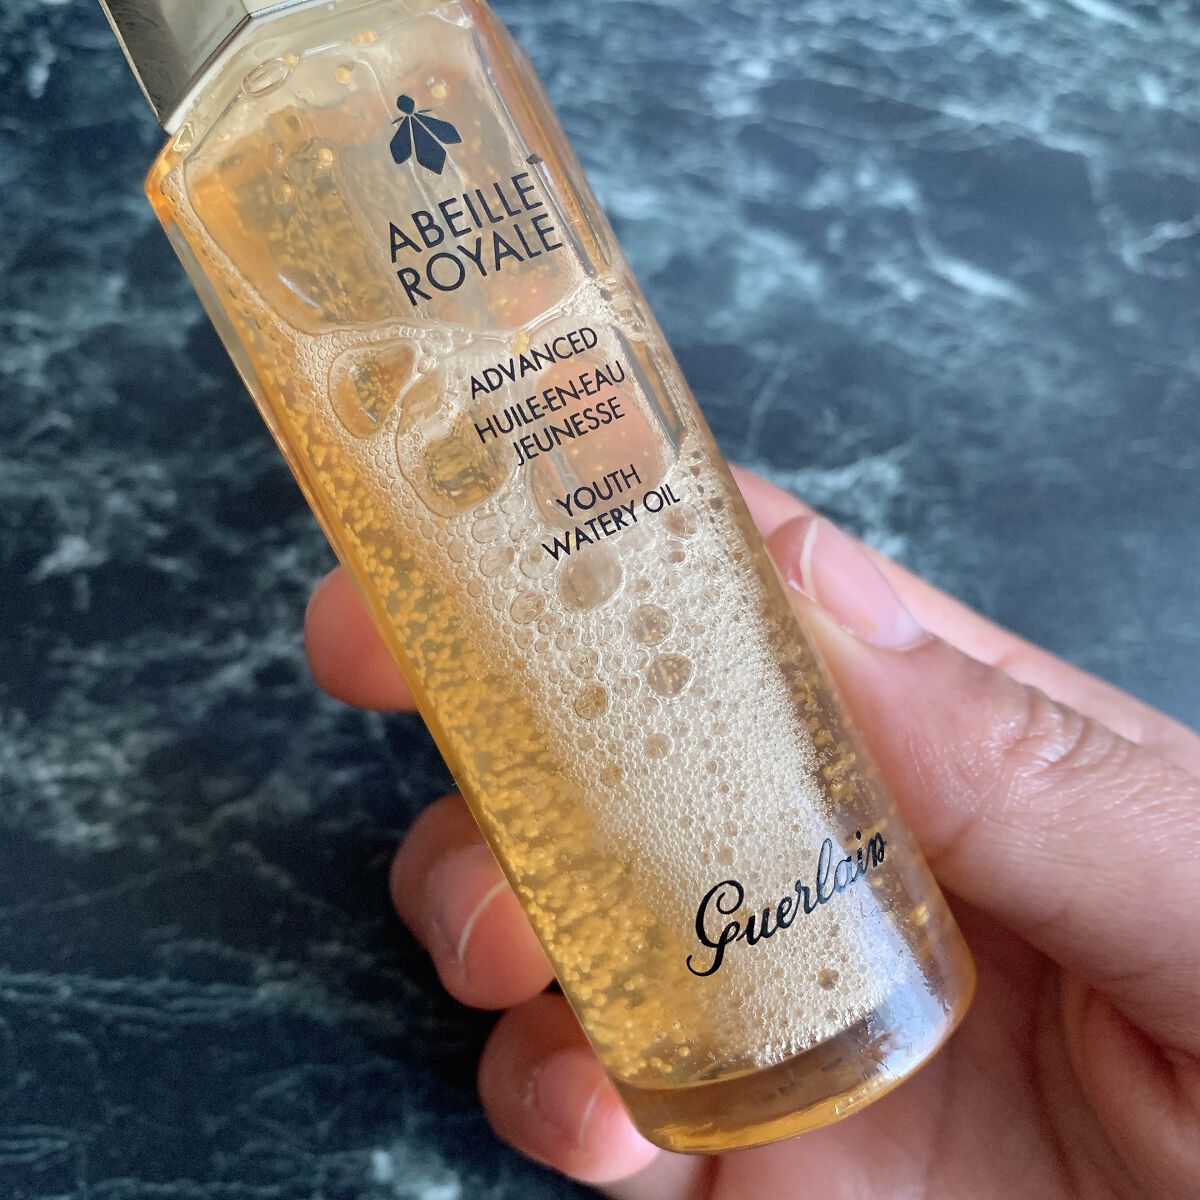 ABEILLE
ROYALE
ADVANCED
HUILE-EN-EAU
JEUNESSE
YOUTH
WATERY OIL
Guerlain